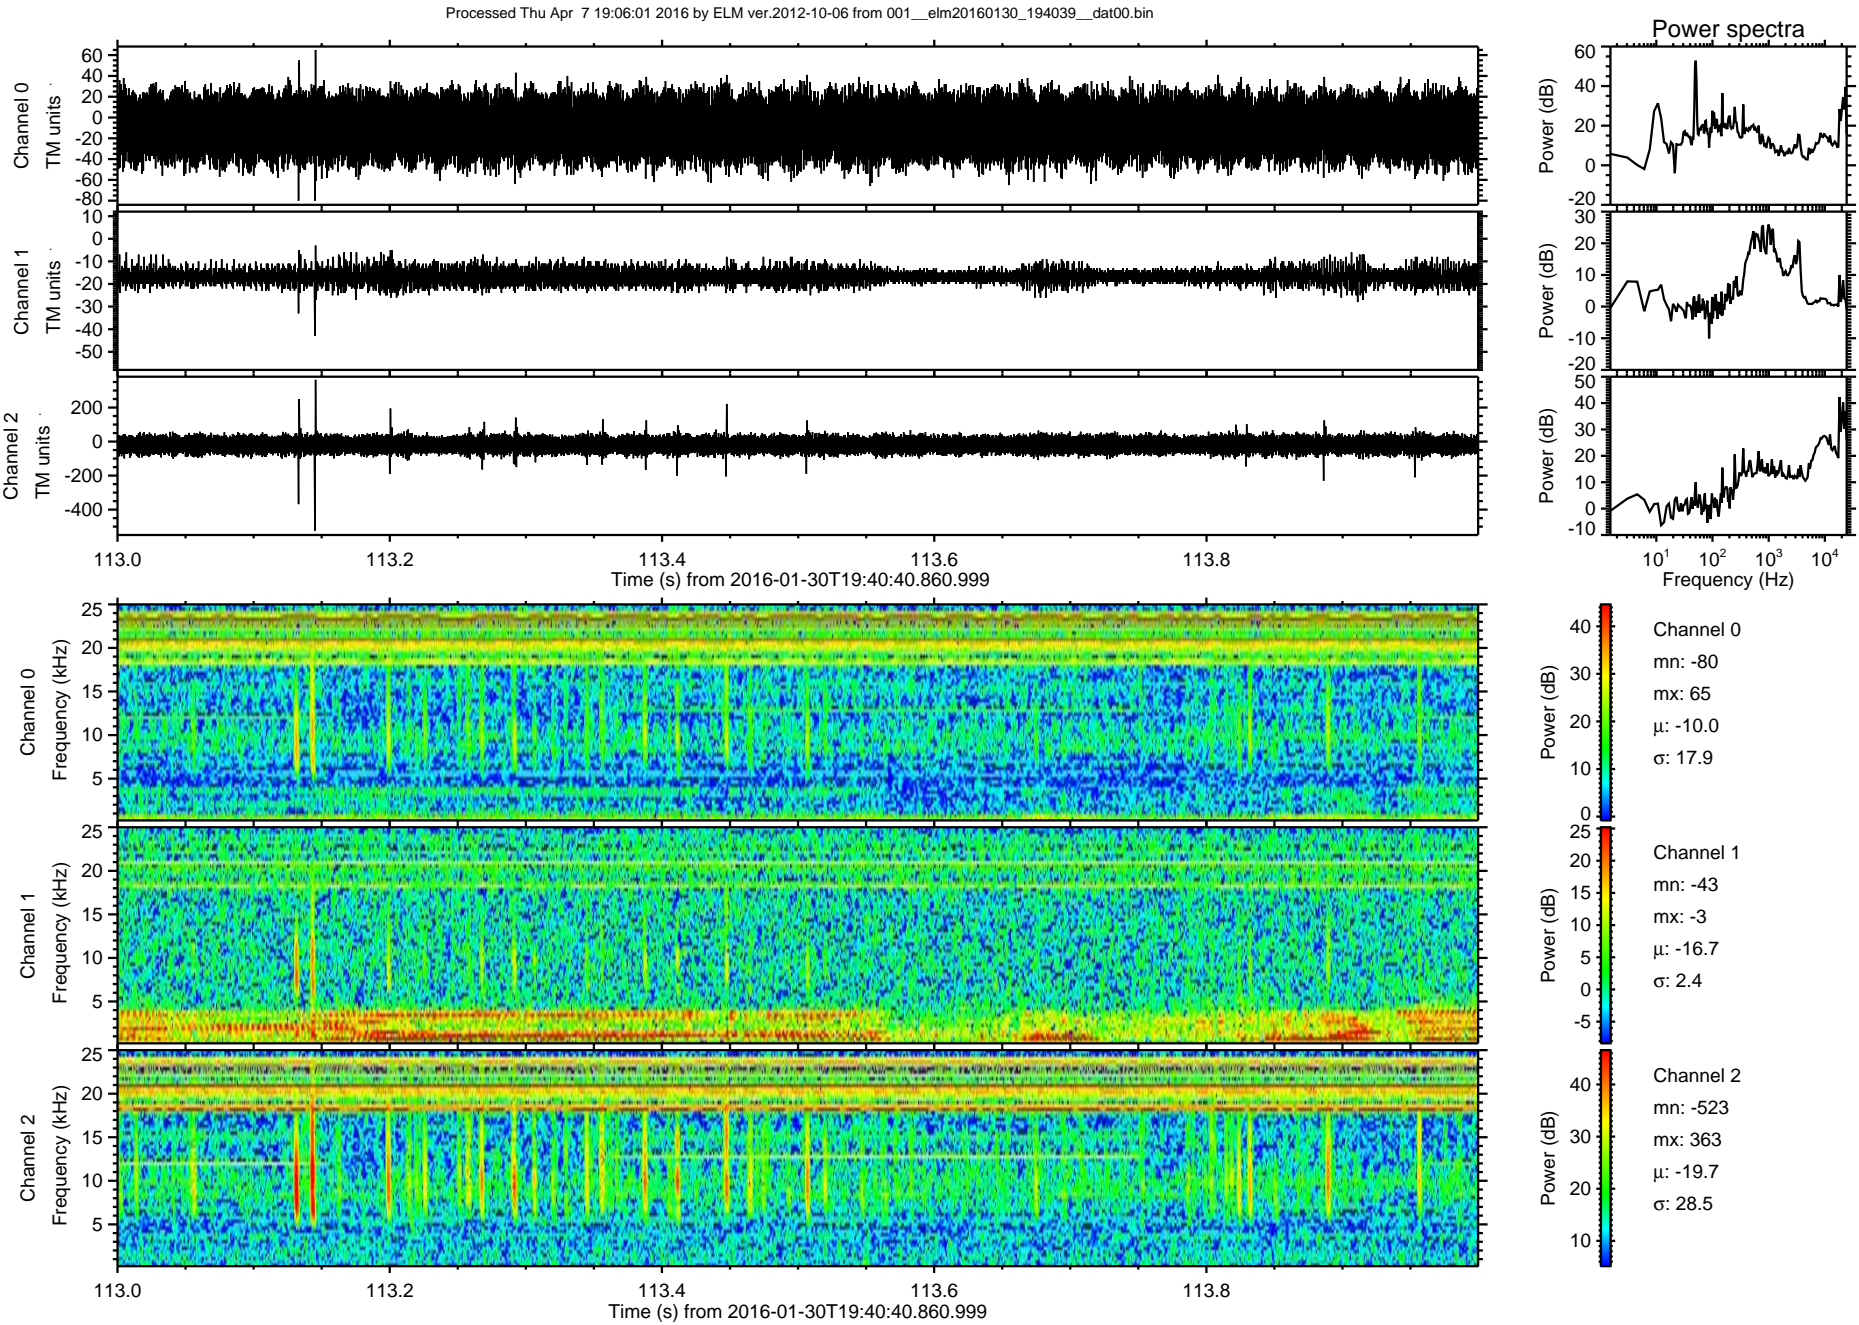 Processed Thu Apr  7 19:06:01 2016 by ELM ver.2012-10-06 from 001__elm20160130_194039__dat00.bin
Power spectra
Channel 0
TM units
60
40
20
0
-20
-40
-60
-80
Power (dB)
60
40
20
0
-20
Channel 1
TM units
10
0
-10
-20
-30
-40
-50
Power (dB)
30
20
10
0
-10
-20
Channel 2
TM units
200
0
-200
-400
Power (dB)
50
40
30
20
10
0
-10
113.0 113.2 113.4 113.6 113.8
Time (s) from 2016-01-30T19:40:40.860.999
10¹ 10² 10³ 10⁴
Frequency (Hz)
Channel 0
Frequency (kHz)
25
20
15
10
5
Power (dB)
40
30
20
10
0
Channel 0
mn: -80
mx: 65
µ: -10.0
σ: 17.9
Channel 1
Frequency (kHz)
25
20
15
10
5
Power (dB)
25
20
15
10
5
0
-5
Channel 1
mn: -43
mx: -3
µ: -16.7
σ: 2.4
Channel 2
Frequency (kHz)
25
20
15
10
5
Power (dB)
40
30
20
10
Channel 2
mn: -523
mx: 363
µ: -19.7
σ: 28.5
113.0 113.2 113.4 113.6 113.8
Time (s) from 2016-01-30T19:40:40.860.999